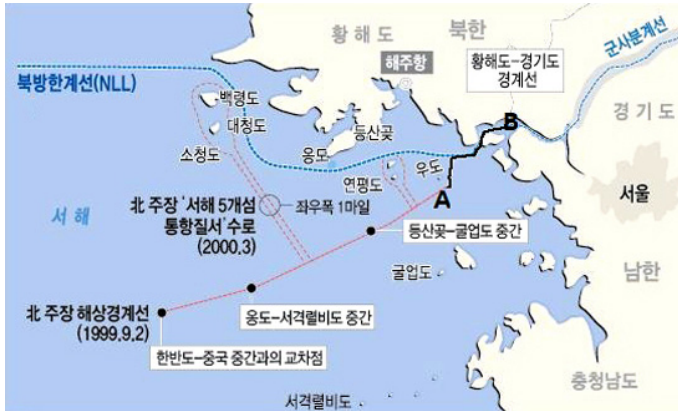 황해도
북한
군사분계선
해주항
황해도-경기도
경계선
북방한계선(NLL)
백령도
대청도
등산곶
B
경기도
소청도
옹도
우도
연평도
A
서울
서해
北 주장 '서해 5개섬
통항질서' 수로
(2000.3)
좌우폭 1마일
등산곶-굴업도 중간
굴업도
남한
北 주장 해상경계선
(1999.9.2)
옹도-서격렬비도 중간
한반도-중국 중간과의 교차점
충청남도
서격렬비도